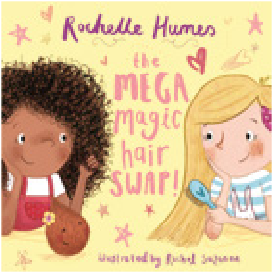 Rochelle Humes
the
MEGA
magic
hair
SWAP!
illustrated by Rachel Suzanne